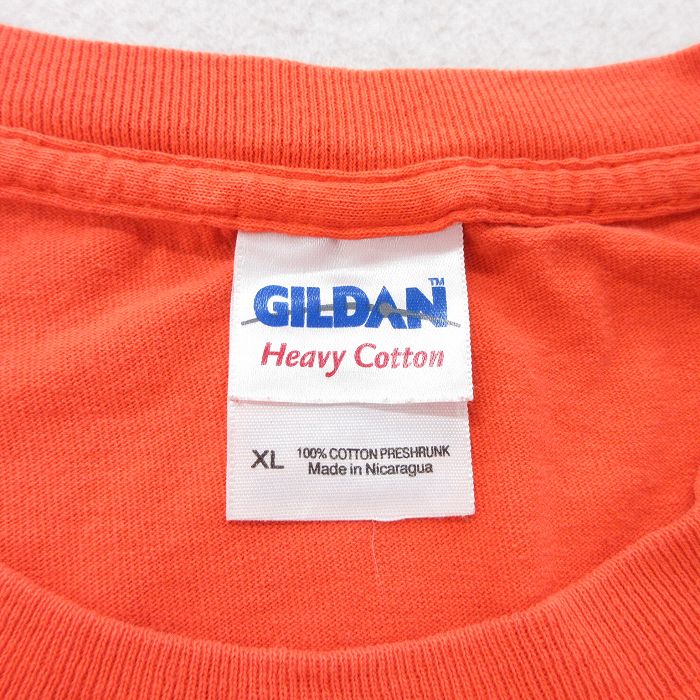 GILDAN™
Heavy Cotton
XL 100% COTTON PRESHRUNK
Made in Nicaragua